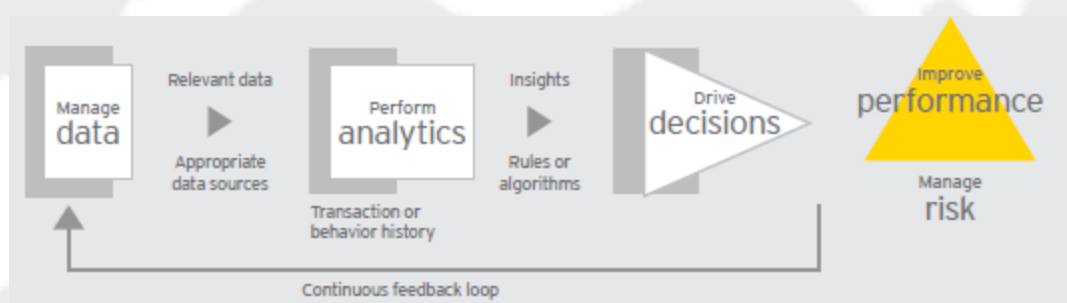 Manage
data
Relevant data
Appropriate
data sources
Perform
analytics
Transaction or
behavior history
Insights
Rules or
algorithms
Drive
decisions
Improve
performance
Manage
risk
Continuous feedback loop